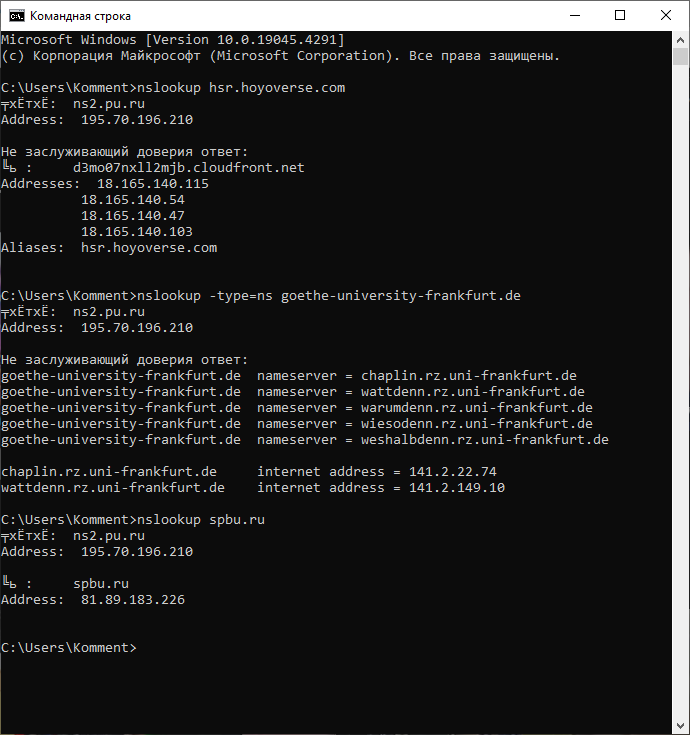 Командная строка
Microsoft Windows [Version 10.0.19045.4291]
(c) Корпорация Майкрософт (Microsoft Corporation). Все права защищены.
C:\Users\Komment>nslookup hsr.hoyoverse.com
╤хЁтхЁ:  ns2.pu.ru
Address:  195.70.196.210
Не заслуживающий доверия ответ:
╚ь :     d3mo07nxll2mjb.cloudfront.net
Addresses:  18.165.140.115
18.165.140.54
18.165.140.47
18.165.140.103
Aliases:  hsr.hoyoverse.com
C:\Users\Komment>nslookup -type=ns goethe-university-frankfurt.de
╤хЁтхЁ:  ns2.pu.ru
Address:  195.70.196.210
Не заслуживающий доверия ответ:
goethe-university-frankfurt.de  nameserver = chaplin.rz.uni-frankfurt.de
goethe-university-frankfurt.de  nameserver = wattdenn.rz.uni-frankfurt.de
goethe-university-frankfurt.de  nameserver = warumdenn.rz.uni-frankfurt.de
goethe-university-frankfurt.de  nameserver = wiesodenn.rz.uni-frankfurt.de
goethe-university-frankfurt.de  nameserver = weshalbdenn.rz.uni-frankfurt.de
chaplin.rz.uni-frankfurt.de     internet address = 141.2.22.74
wattdenn.rz.uni-frankfurt.de    internet address = 141.2.149.10
C:\Users\Komment>nslookup spbu.ru
╤хЁтхЁ:  ns2.pu.ru
Address:  195.70.196.210
╚ь :     spbu.ru
Address:  81.89.183.226
C:\Users\Komment>